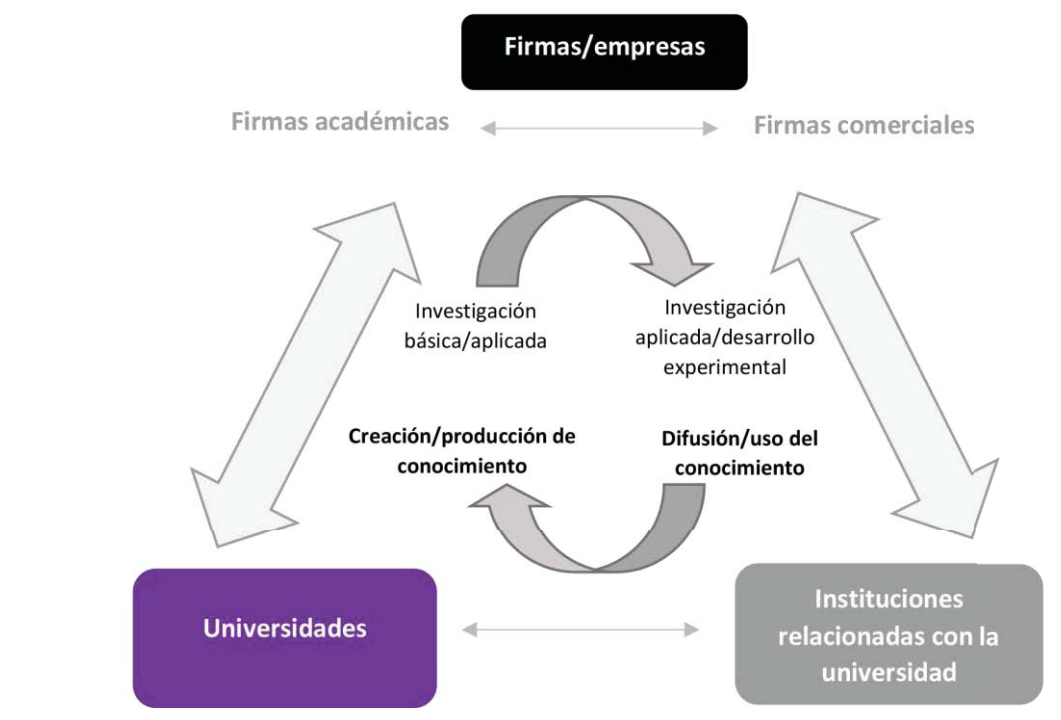 Firmas/empresas
Firmas académicas
Firmas comerciales
Investigación
básica/aplicada
Investigación
aplicada/desarrollo
experimental
Creación/producción de
conocimiento
Difusión/uso del
conocimiento
Universidades
Instituciones
relacionadas con la
universidad